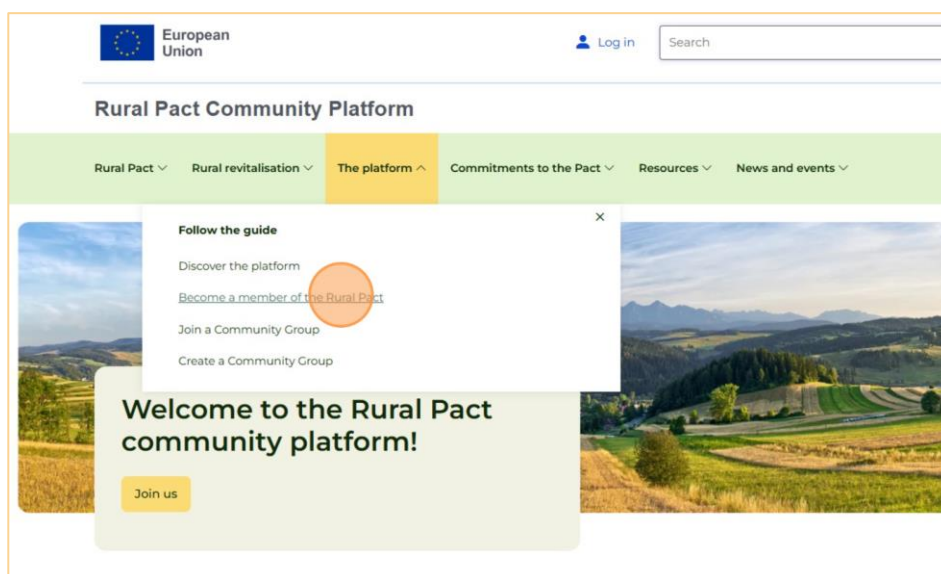 European
Union
Log in
Search
Rural Pact Community Platform
Rural Pact
Rural revitalisation
The platform
Commitments to the Pact
Resources
News and events
Follow the guide
Discover the platform
Become a member of the Rural Pact
Join a Community Group
Create a Community Group
Welcome to the Rural Pact
community platform!
Join us